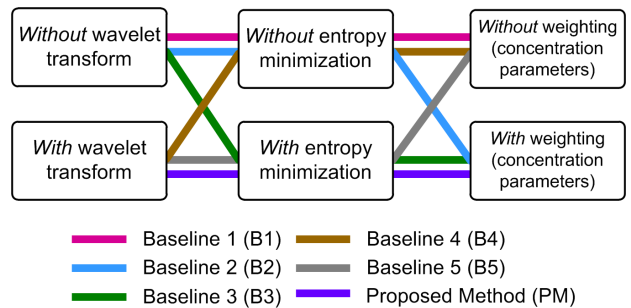 Without wavelet
transform
Without entropy
minimization
Without weighting
(concentration
parameters)
With wavelet
transform
With entropy
minimization
With weighting
(concentration
parameters)
Baseline 1 (B1)
Baseline 4 (B4)
Baseline 2 (B2)
Baseline 5 (B5)
Baseline 3 (B3)
Proposed Method (PM)